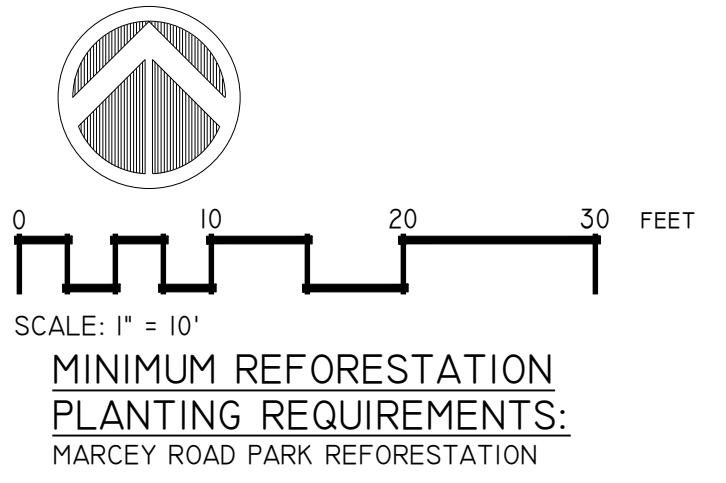 0 10 20 30 FEET
SCALE: 1" = 10'
MINIMUM REFORESTATION
PLANTING REQUIREMENTS:
MARCEY ROAD PARK REFORESTATION